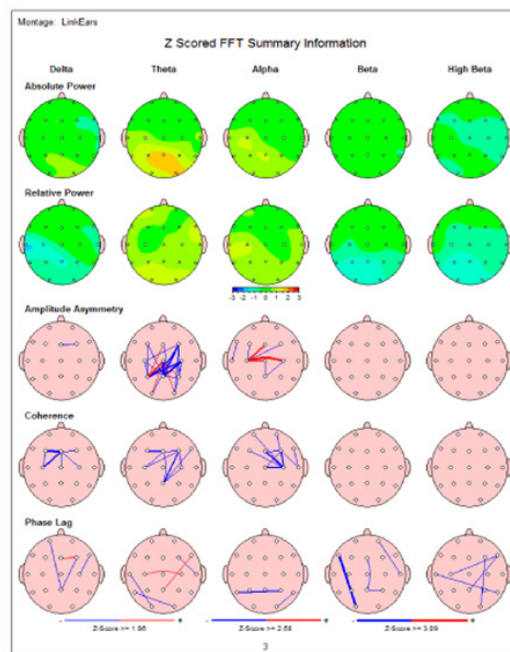 Montage: LinkEars
Z Scored FFT Summary Information
Delta Theta Alpha Beta High Beta
Absolute Power
Relative Power
-3 -2 -1 0 1 2 3
Amplitude Asymmetry
Coherence
Phase Lag
Z-Score >= 1.96 Z-Score >= 2.58 Z-Score >= 3.09
3